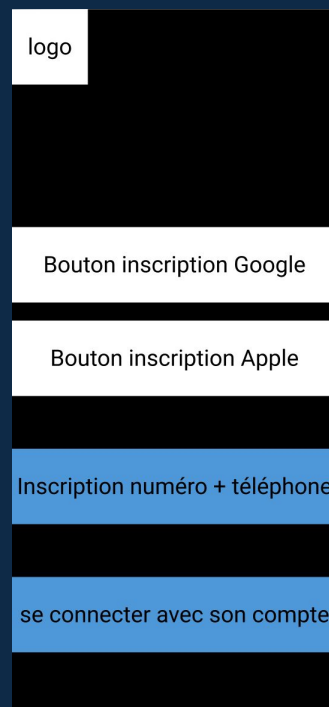 logo
Bouton inscription Google
Bouton inscription Apple
Inscription numéro + téléphone
se connecter avec son compte